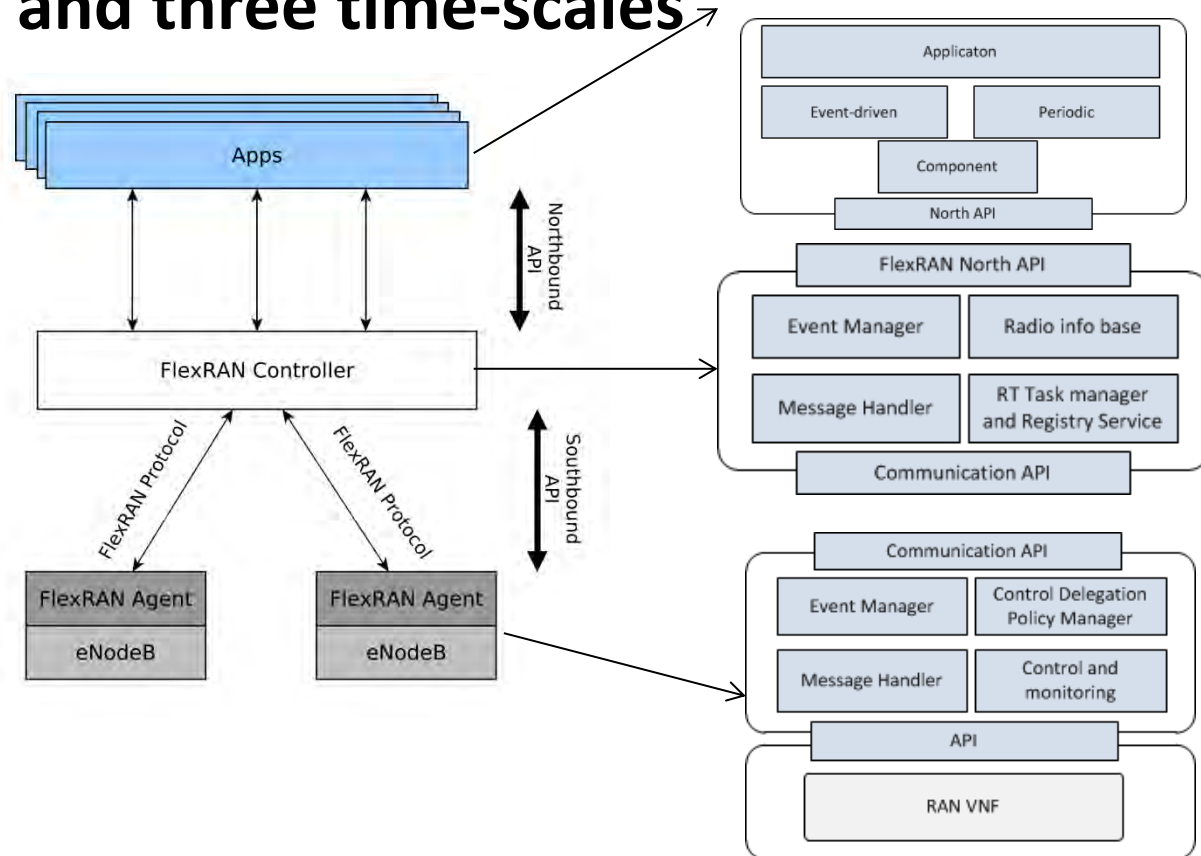 and three time-scales
Apps
Northbound
API
FlexRAN Controller
FlexRAN Protocol
FlexRAN Protocol
Southbound
API
FlexRAN Agent
eNodeB
FlexRAN Agent
eNodeB
Applicaton
Event-driven
Periodic
Component
North API
FlexRAN North API
Event Manager
Radio info base
Message Handler
RT Task manager
and Registry Service
Communication API
Communication API
Event Manager
Control Delegation
Policy Manager
Message Handler
Control and
monitoring
API
RAN VNF